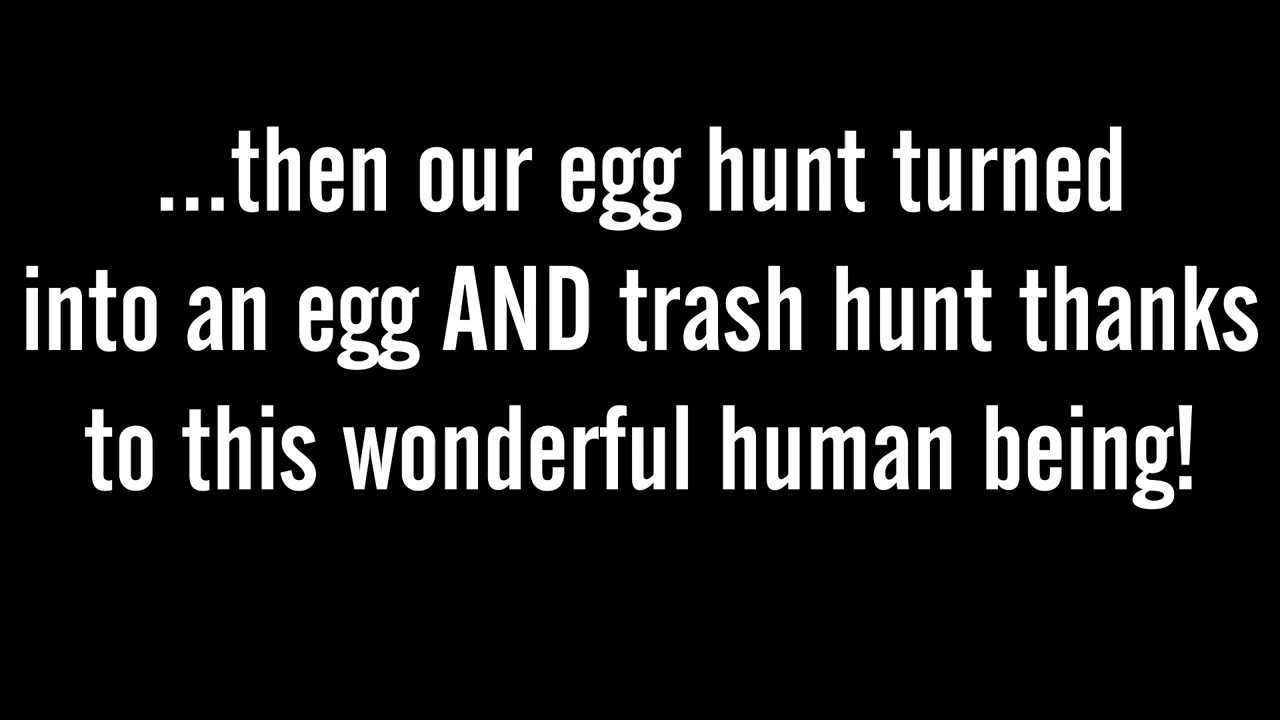 ...then our egg hunt turned
into an egg AND trash hunt thanks
to this wonderful human being!